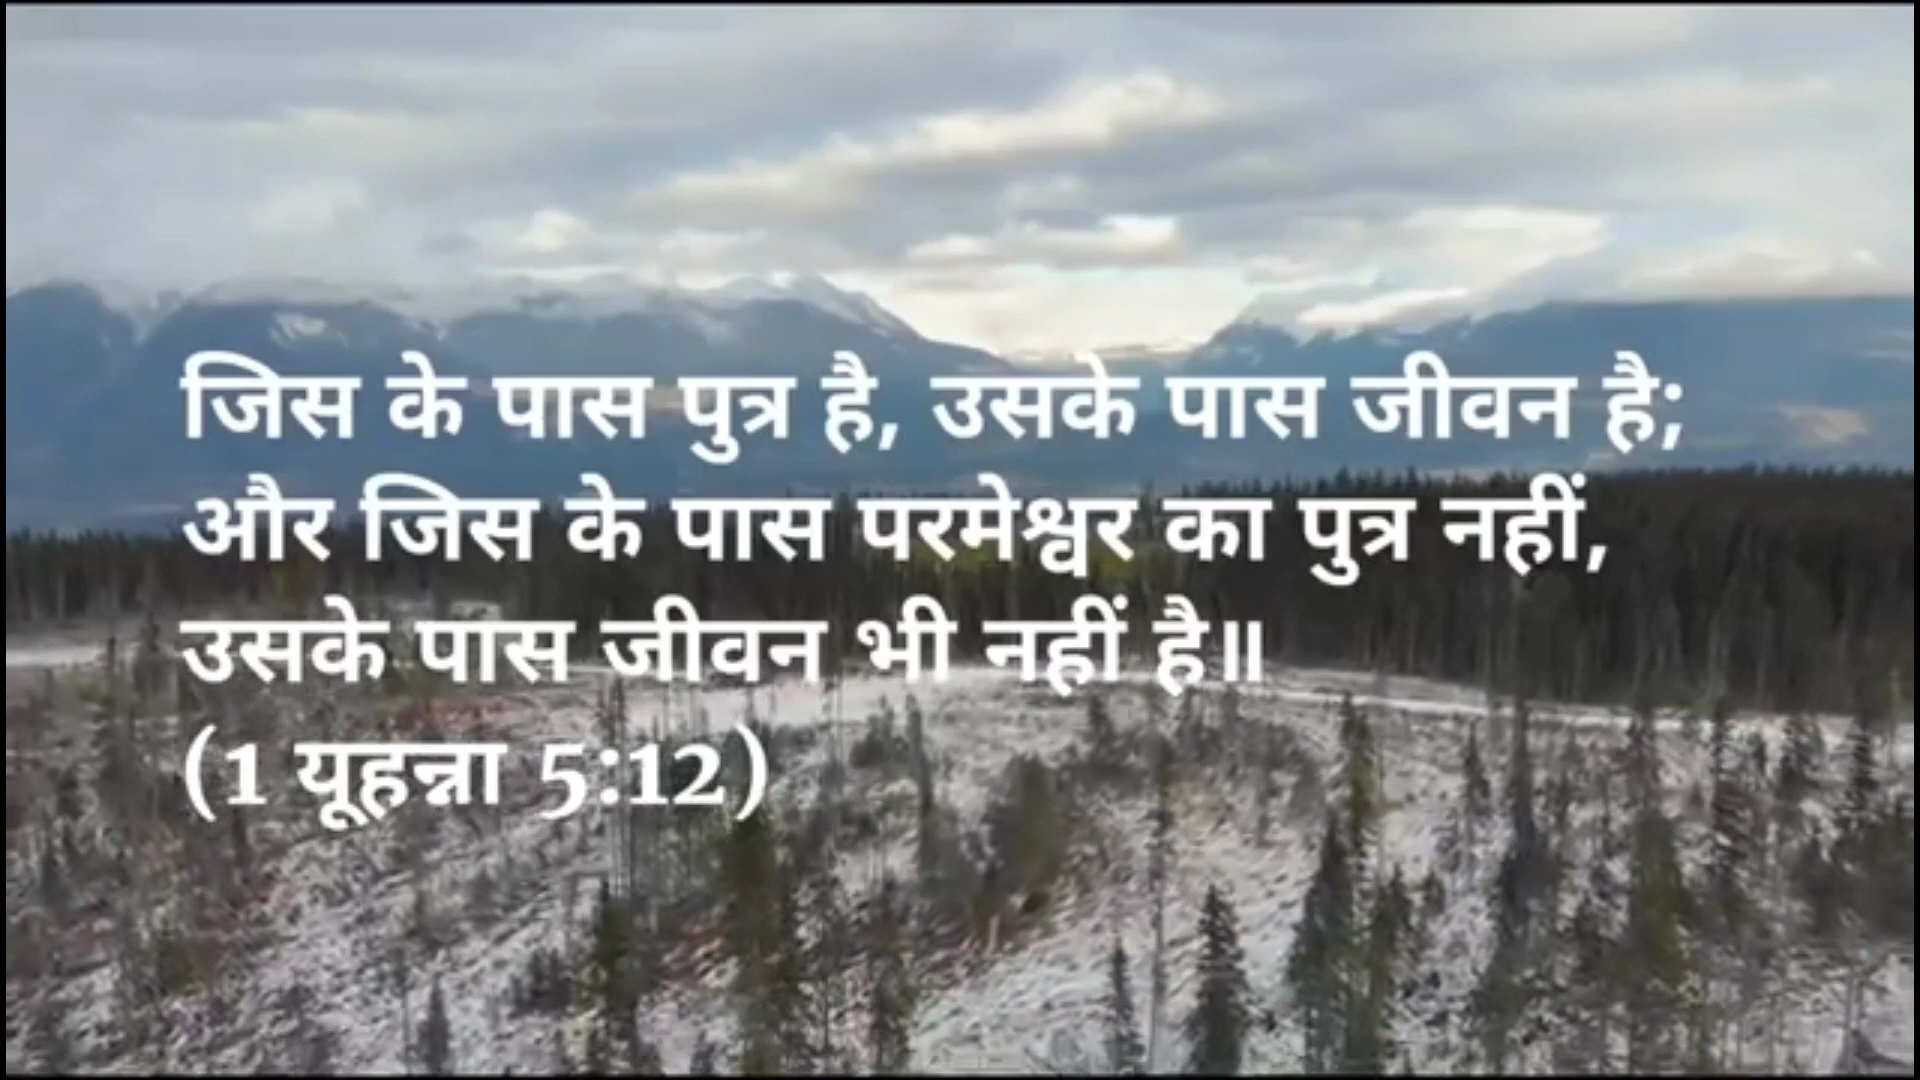 जिस के पास पुत्र है, उसके पास जीवन है;
और जिस के पास परमेश्वर का पुत्र नहीं,
उसके पास जीवन भी नहीं है॥
(1 यूहन्ना 5:12)